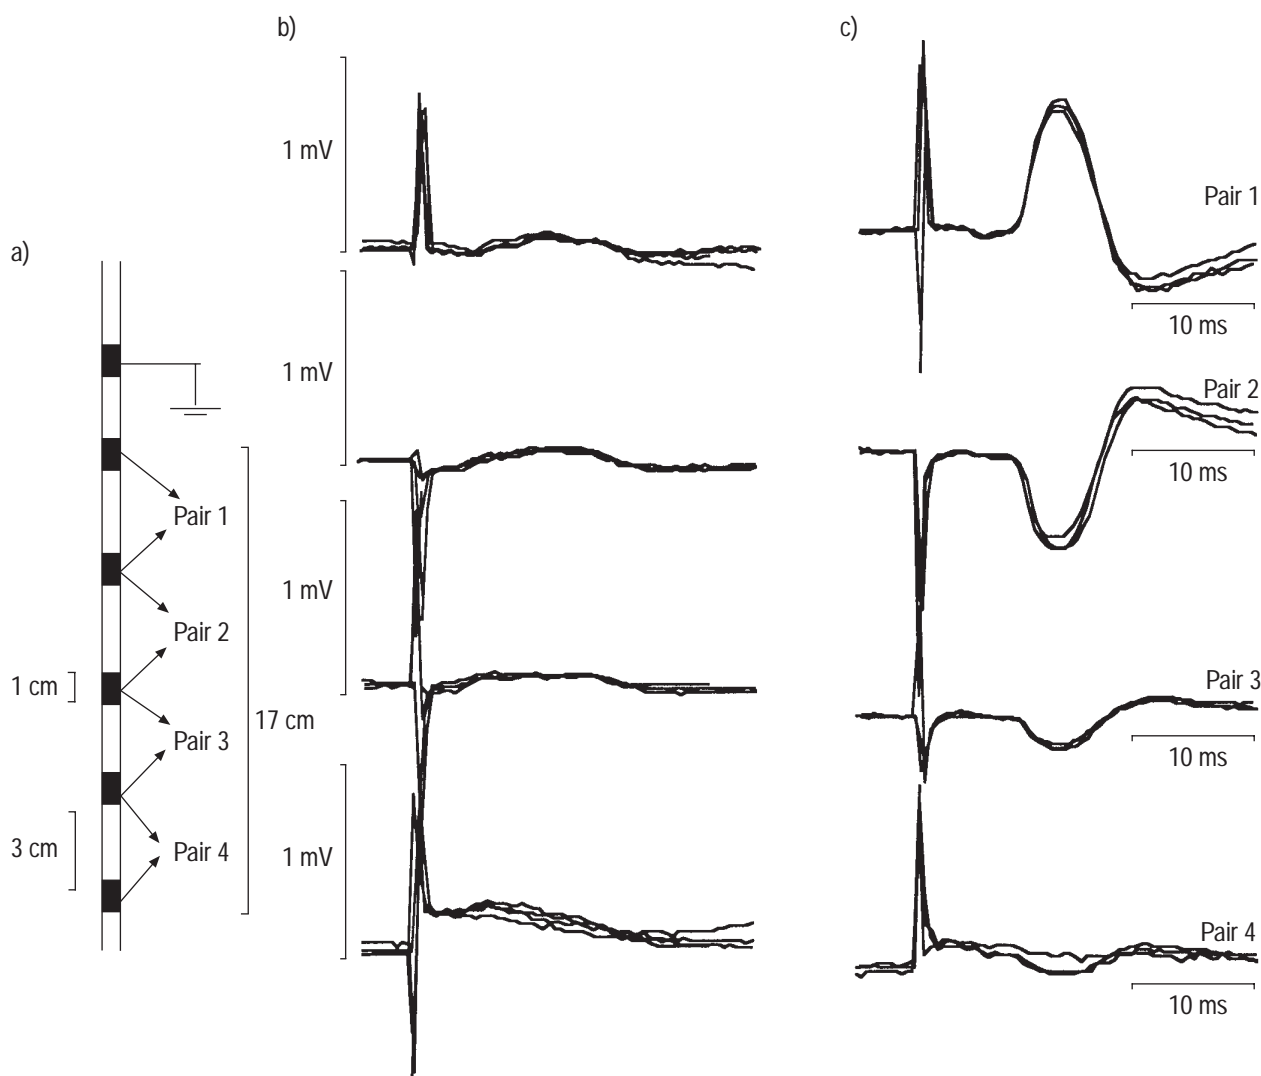 a)
Pair 1
Pair 2
1 cm
Pair 3
17 cm
3 cm
Pair 4
b)
1 mV
1 mV
1 mV
1 mV
c)
Pair 1
10 ms
Pair 2
10 ms
Pair 3
10 ms
Pair 4
10 ms